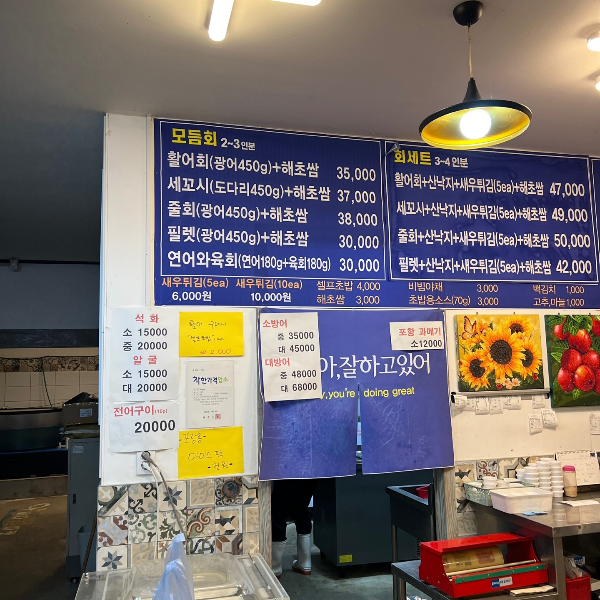 모듬회 2~3인분
활어회(광어450g)+해초쌈 35,000
세꼬시(도다리450g)+해초쌈 37,000
줄회(광어450g)+해초쌈 38,000
필렛(광어450g)+해초쌈 30,000
연어와육회(연어180g+육회180g) 30,000
회세트 3~4인분
활어회+산낙지+새우튀김(5ea)+해초쌈 47,000
세꼬시+산낙지+새우튀김(5ea)+해초쌈 49,000
줄회+산낙지+새우튀김(5ea)+해초쌈 50,000
필렛+산낙지+새우튀김(5ea)+해초쌈 42,000
새우튀김(5ea) 6,000원
새우튀김(10ea) 10,000원
셀프초밥 4,000
해초쌈 3,000
비빔야채 3,000
초밥용소스(70g) 3,000
백김치 1,000
고추,마늘 1,000
석화
소 15000
중 20000
알굴
소 15000
대 20000
전어구이
20000
착한가격업소
소방어
중 35000
대 45000
대방어
중 48000
대 68000
포항 과메기
소12000
아,잘하고있어
you're doing great